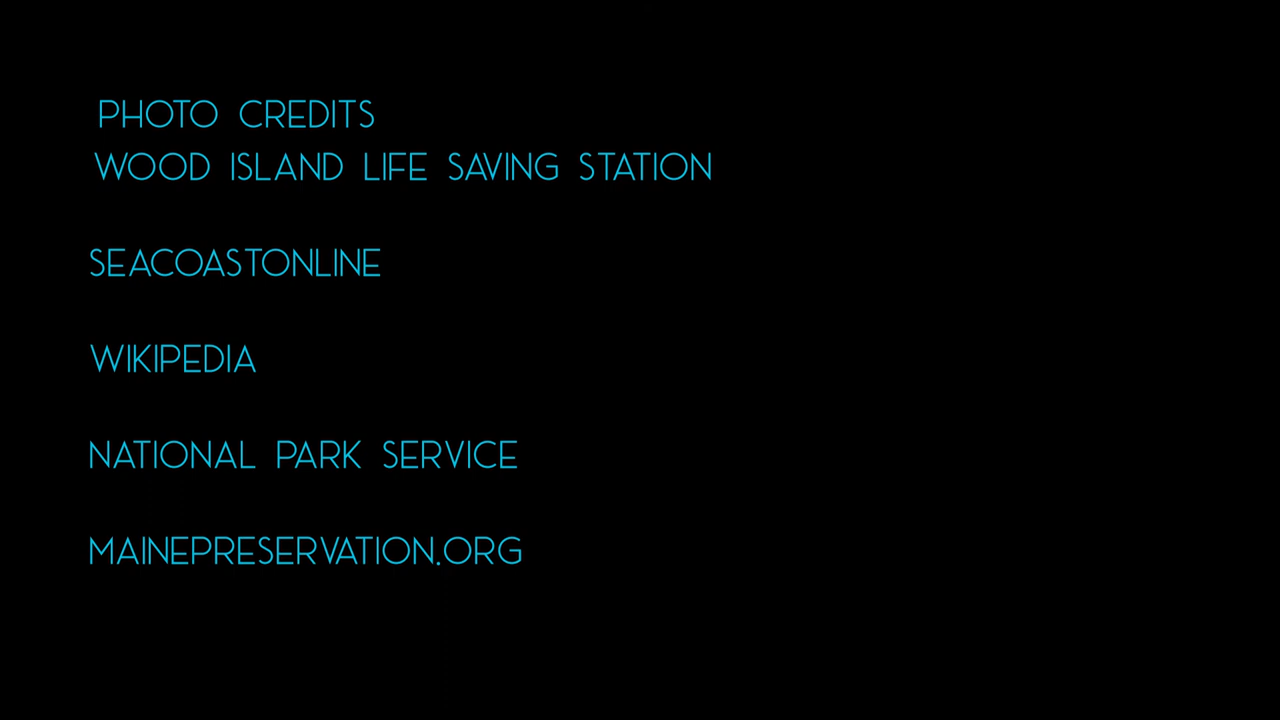 PHOTO CREDITS
WOOD ISLAND LIFE SAVING STATION
SEACOASTONLINE
WIKIPEDIA
NATIONAL PARK SERVICE
MAINEPRESERVATION.ORG